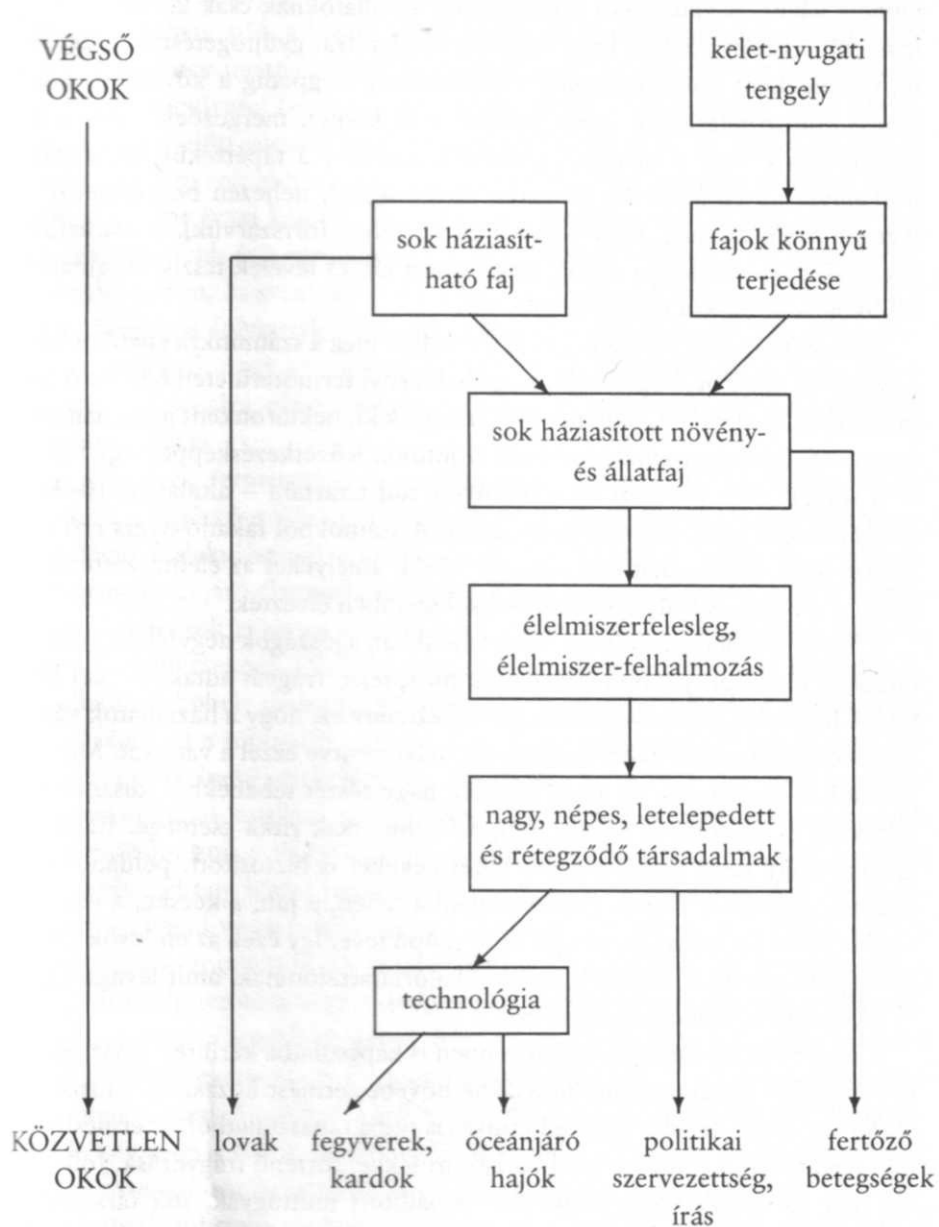 VÉGSŐ
OKOK
kelet-nyugati
tengely
sok háziasít-
ható faj
fajok könnyű
terjedése
sok háziasított növény-
és állatfaj
élelmiszerfelesleg,
élelmiszer-felhalmozás
nagy, népes, letelepedett
és rétegződő társadalmak
technológia
KÖZVETLEN
OKOK
lovak
fegyverek,
kardok
óceánjáró
hajók
politikai
szervezettség,
írás
fertőző
betegségek